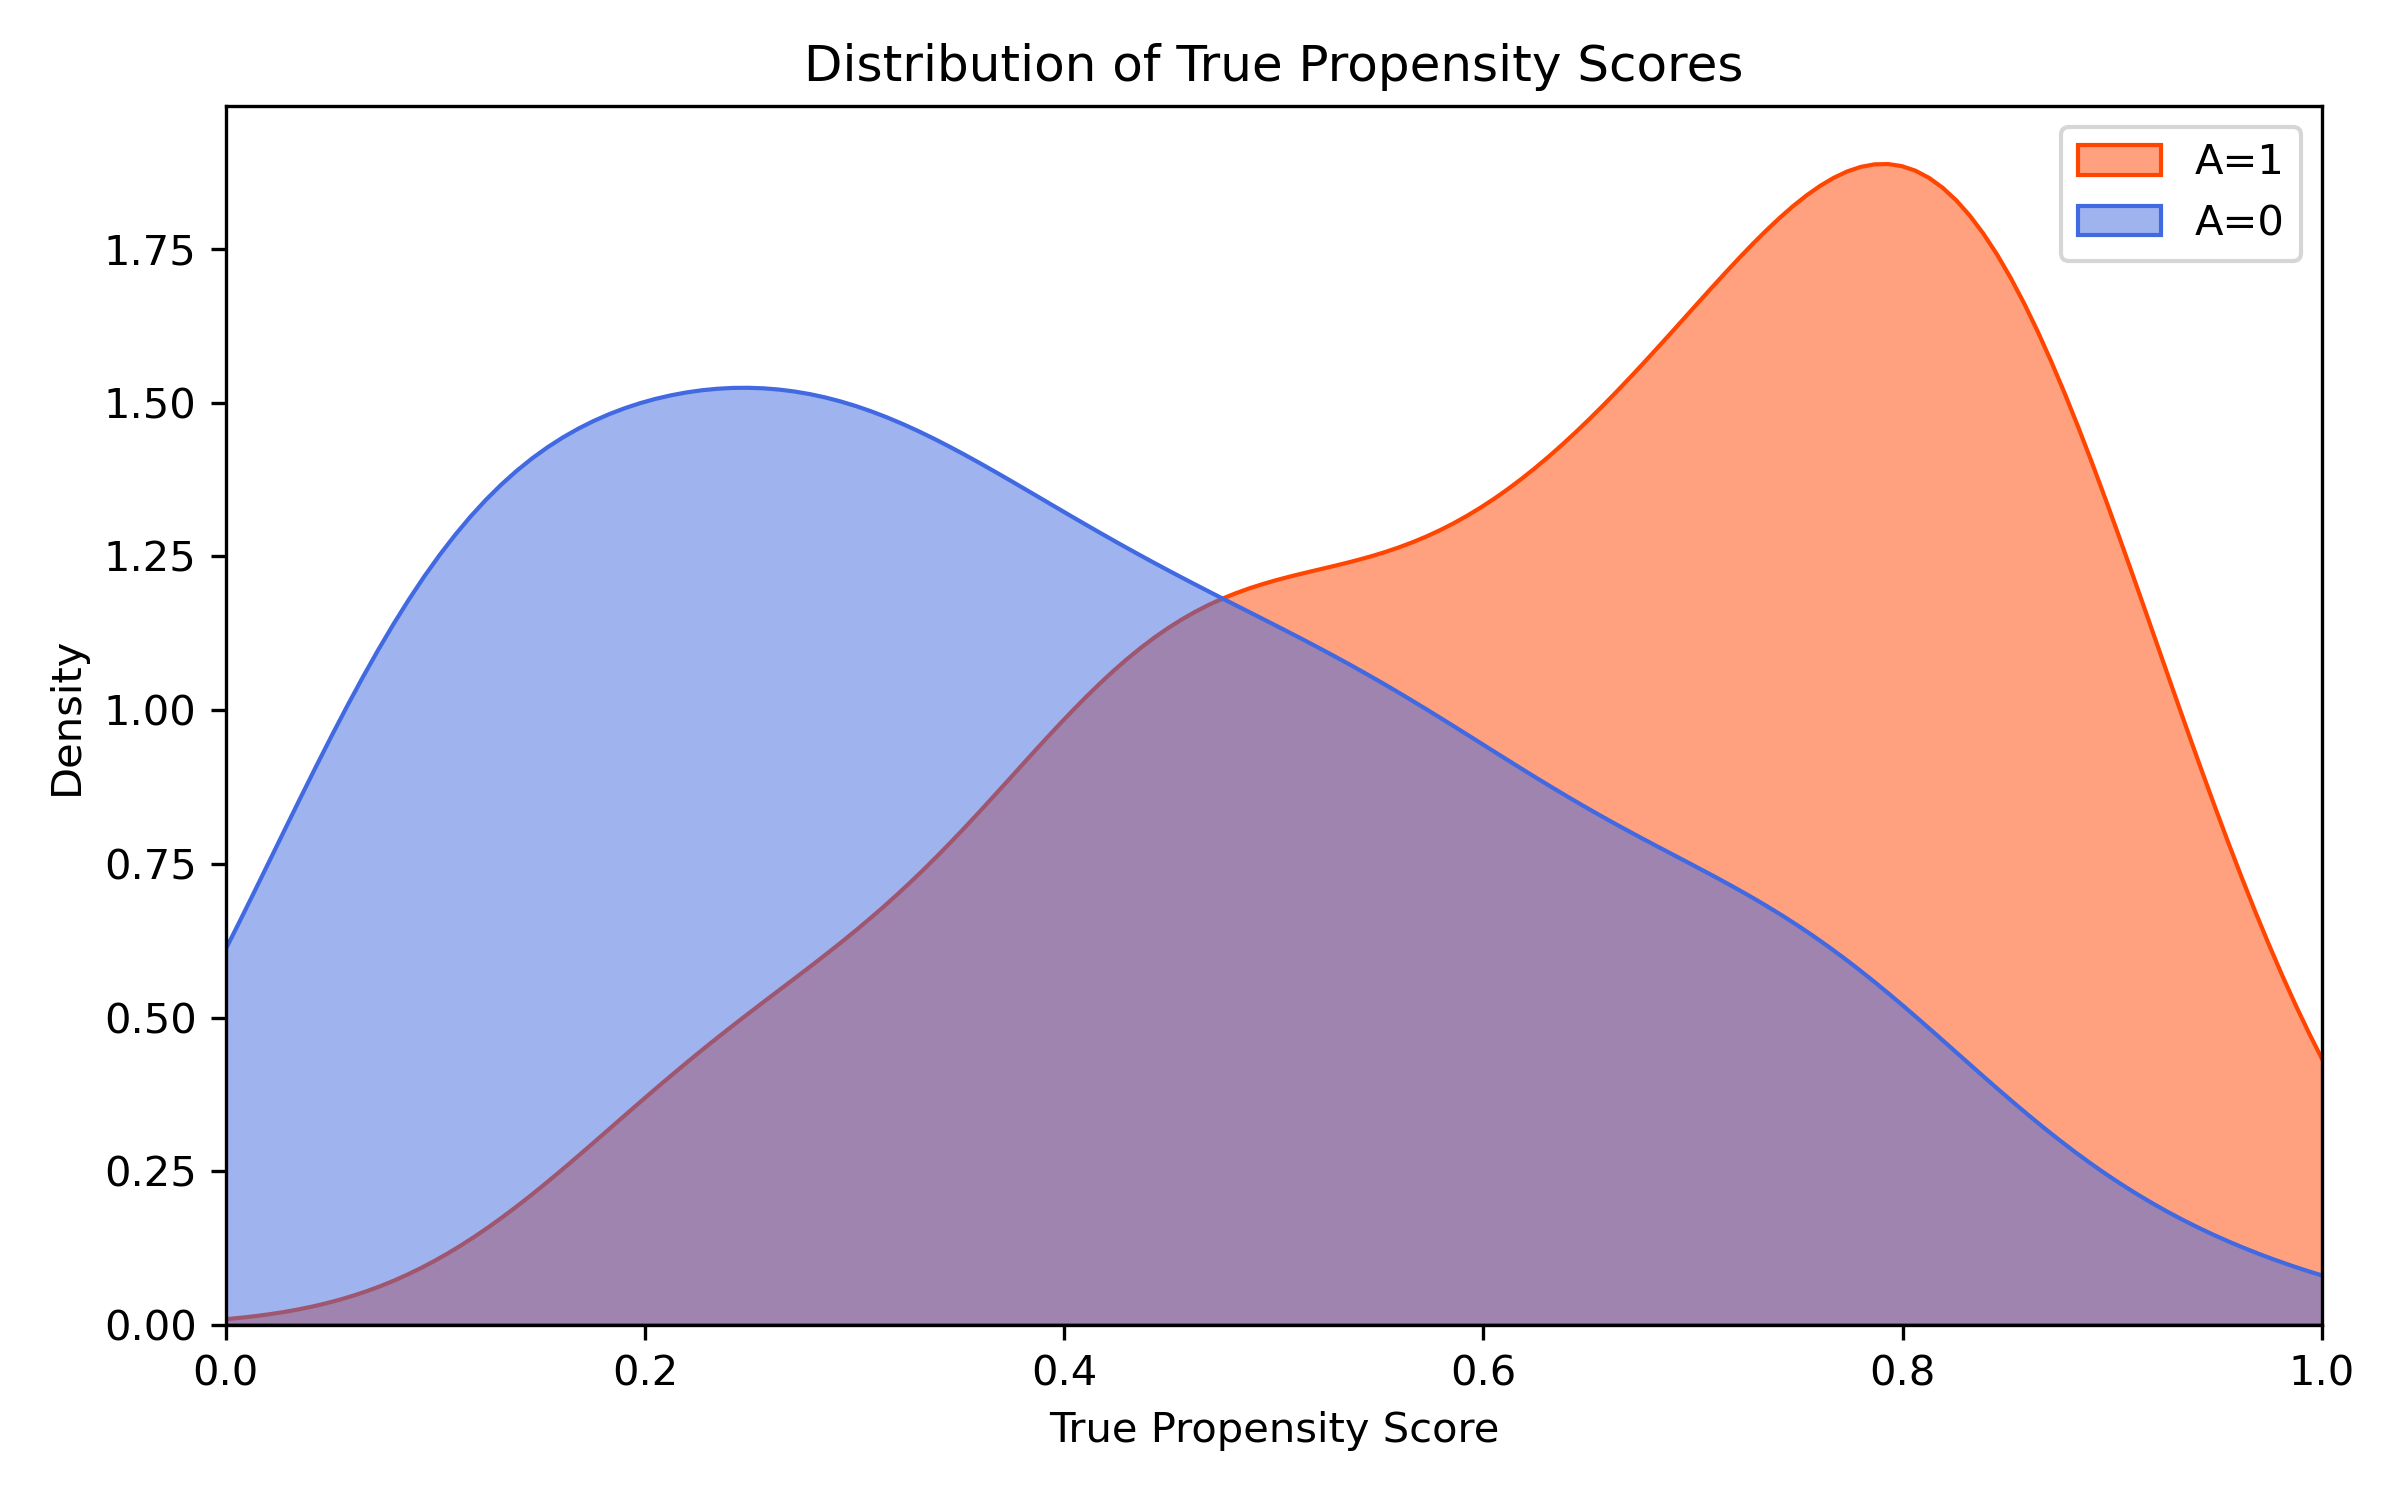 Distribution of True Propensity Scores
A=1
A=0
1.75
1.50
1.25
1.00
0.75
0.50
0.25
0.00
Density
0.0 0.2 0.4 0.6 0.8 1.0
True Propensity Score